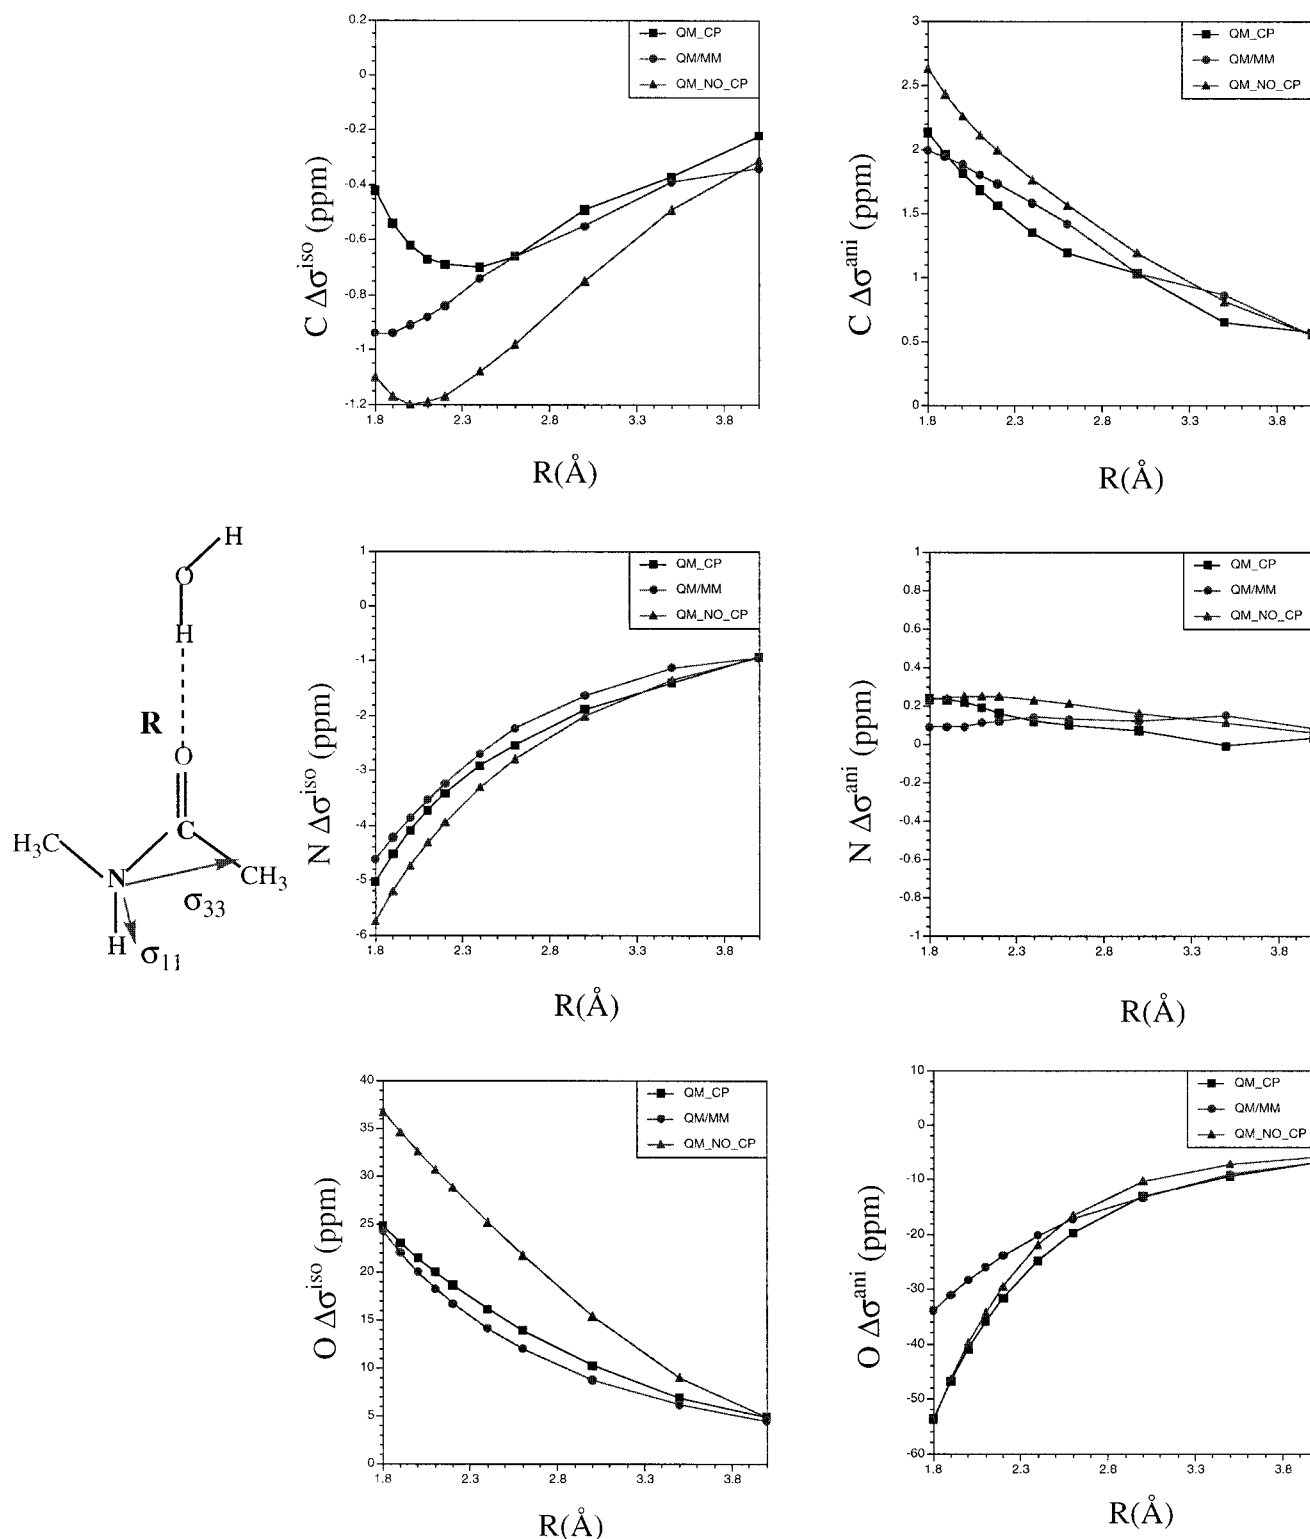 0.2
0
-0.2
-0.4
-0.6
-0.8
-1
-1.2
1.8
2.3
2.8
3.3
3.8
QM_CP
QM/MM
QM_NO_CP
C Δσ^iso (ppm)
R(Å)
3
2.5
2
1.5
1
0.5
0
1.8
2.3
2.8
3.3
3.8
QM_CP
QM/MM
QM_NO_CP
C Δσ^ani (ppm)
R(Å)
H
O
H
R
O
C
H₃C
N
CH₃
σ₃₃
H
σ₁₁
1
0
-1
-2
-3
-4
-5
-6
1.8
2.3
2.8
3.3
3.8
QM_CP
QM/MM
QM_NO_CP
N Δσ^iso (ppm)
R(Å)
1
0.8
0.6
0.4
0.2
0
-0.2
-0.4
-0.6
-0.8
-1
1.8
2.3
2.8
3.3
3.8
QM_CP
QM/MM
QM_NO_CP
N Δσ^ani (ppm)
R(Å)
40
35
30
25
20
15
10
5
0
1.8
2.3
2.8
3.3
3.8
QM_CP
QM/MM
QM_NO_CP
O Δσ^iso (ppm)
R(Å)
10
0
-10
-20
-30
-40
-50
-60
1.8
2.3
2.8
3.3
3.8
QM_CP
QM/MM
QM_NO_CP
O Δσ^ani (ppm)
R(Å)